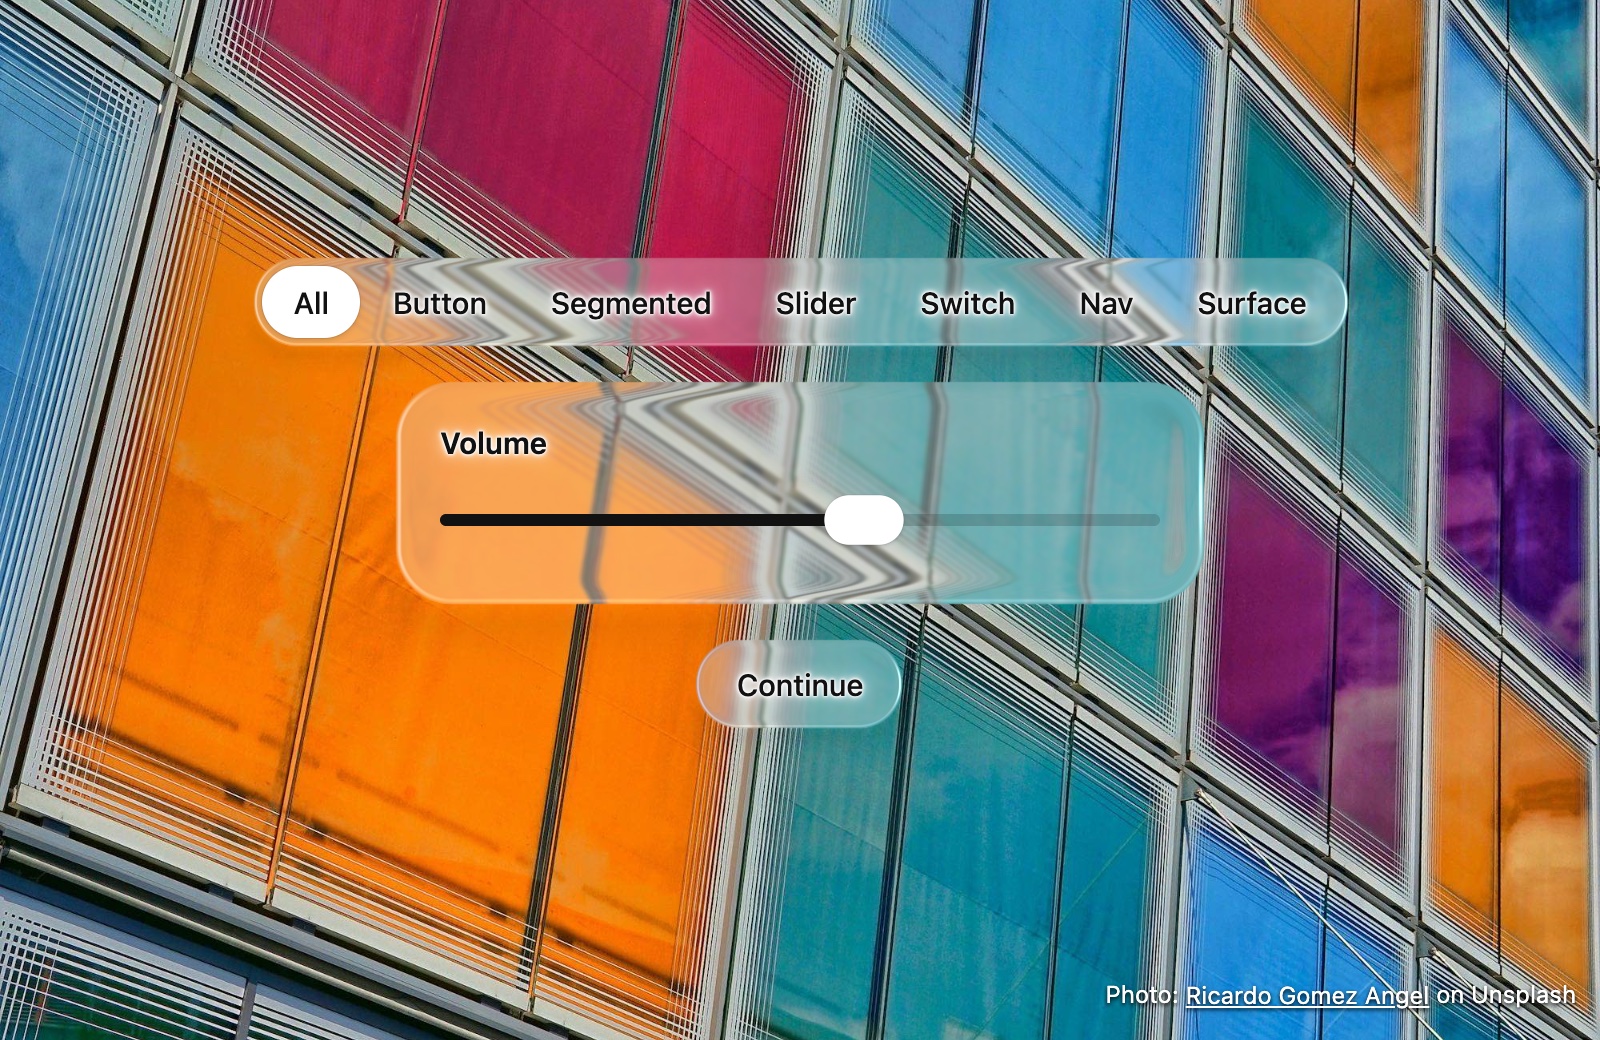 All Button Segmented Slider Switch Nav Surface
Volume
Continue
Photo: Ricardo Gomez Angel on Unsplash